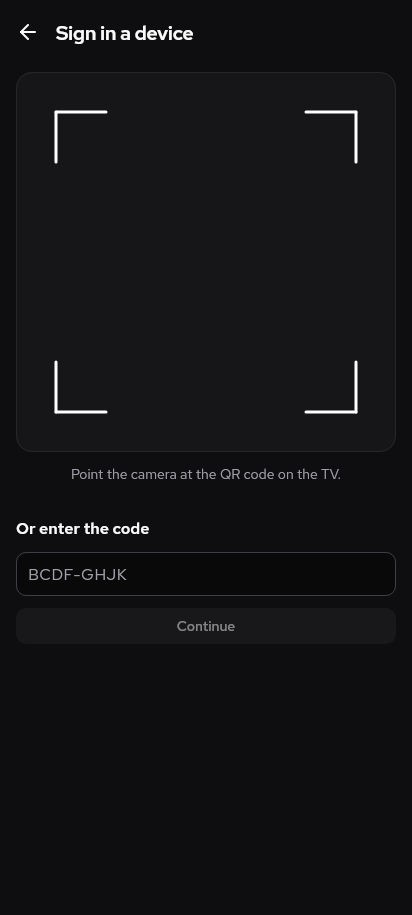 Sign in a device
Point the camera at the QR code on the TV.
Or enter the code
BCDF-GHJK
Continue